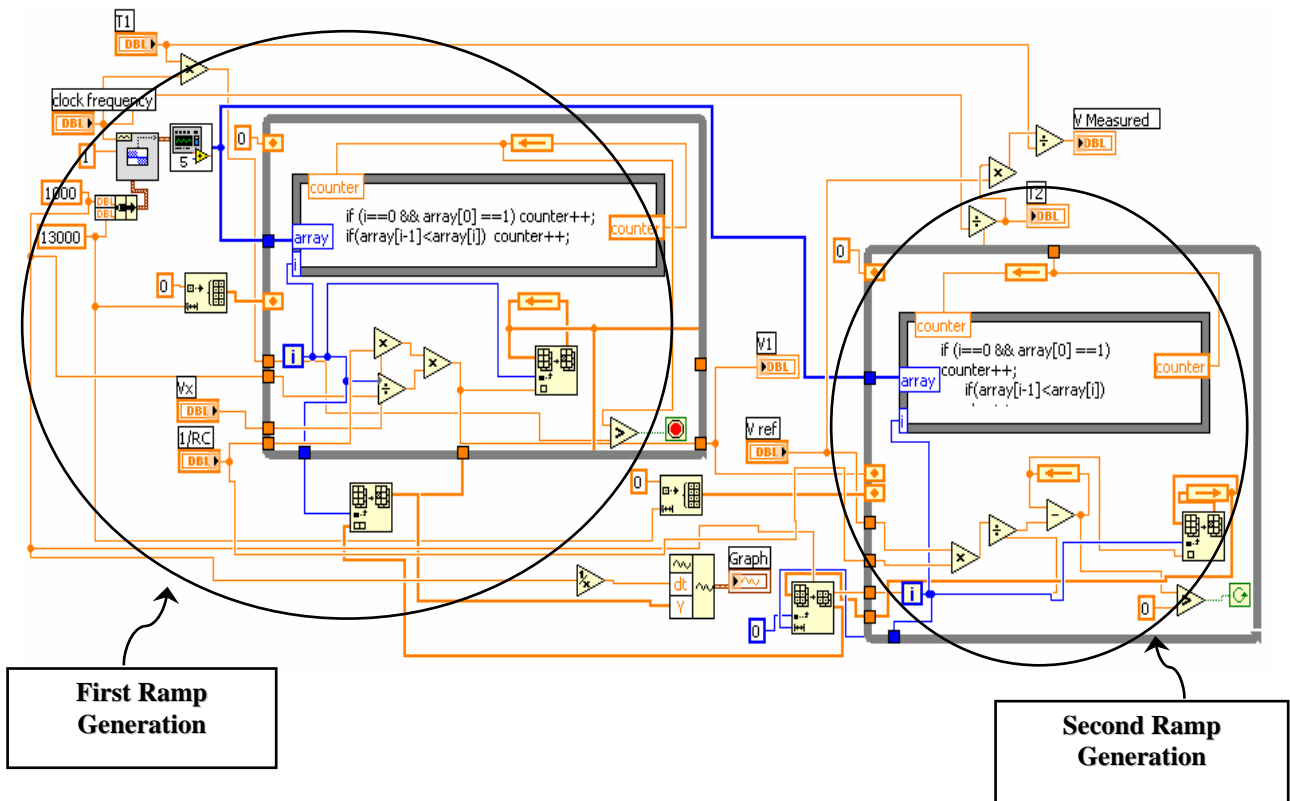 T1
DBL
clock frequency
DBL
1
5
1000
DBL
DBL
13000
0
counter
if (i==0 && array[0] ==1) counter++;
if(array[i-1]<array[i]) counter++;
array
counter
i
0
i
Vx
DBL
1/RC
DBL
V1
DBL
V ref
DBL
0
1/x
dt
Y
Graph
0
V Measured
DBL
T2
DBL
0
counter
if (i==0 && array[0] ==1)
counter++;
if(array[i-1]<array[i])
array
counter
i
i
0
First Ramp
Generation
Second Ramp
Generation